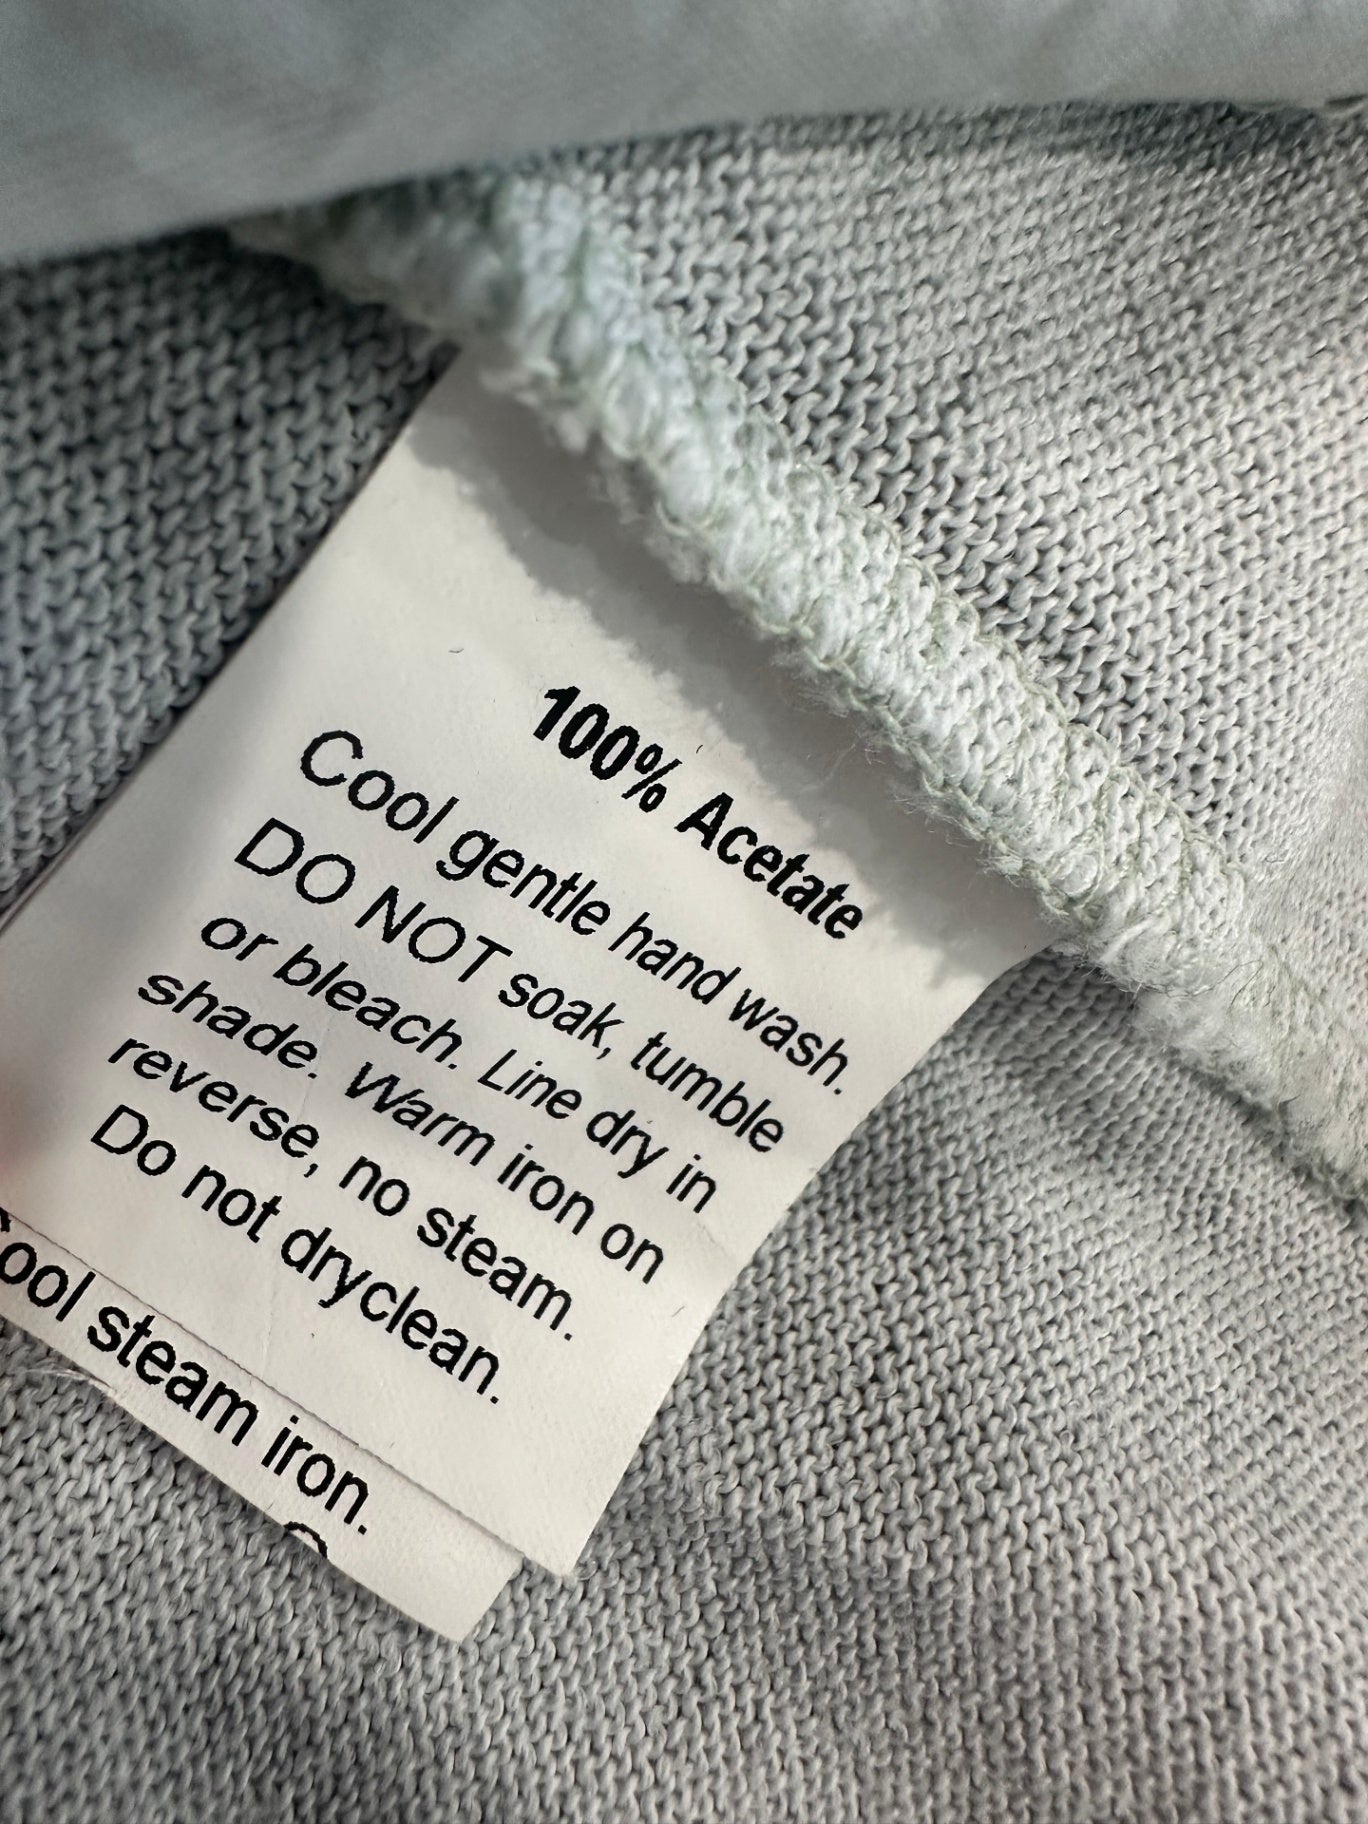 100% Acetate
Cool gentle hand wash.
DO NOT soak, tumble
or bleach. Line dry in
shade. Warm iron on
reverse, no steam.
Do not dryclean.
steam iron.